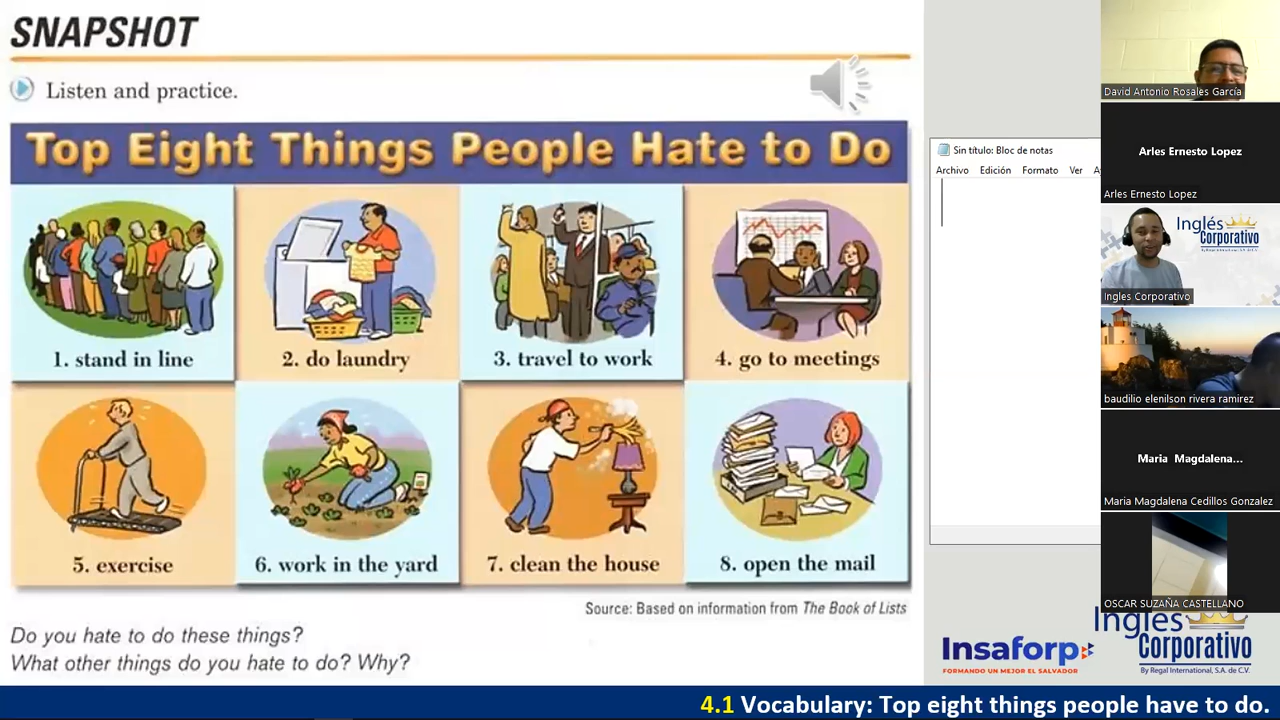 SNAPSHOT
Listen and practice.
Top Eight Things People Hate to Do
1. stand in line
2. do laundry
3. travel to work
4. go to meetings
5. exercise
6. work in the yard
7. clean the house
8. open the mail
Source: Based on information from The Book of Lists
Do you hate to do these things?
What other things do you hate to do? Why?
Sin título: Bloc de notas
Archivo Edición Formato Ver
David Antonio Rosales García
Arles Ernesto Lopez
Arles Ernesto Lopez
Inglés
Corporativo
Ingles Corporativo
baudilio elenilson rivera ramirez
Maria Magdalena...
Maria Magdalena Cedillos Gonzalez
OSCAR SUZAÑA CASTELLANO
Insaforp
FORMANDO UN MEJOR EL SALVADOR
Inglés
Corporativo
By Regal International, S.A. de C.V.
4.1 Vocabulary: Top eight things people have to do.